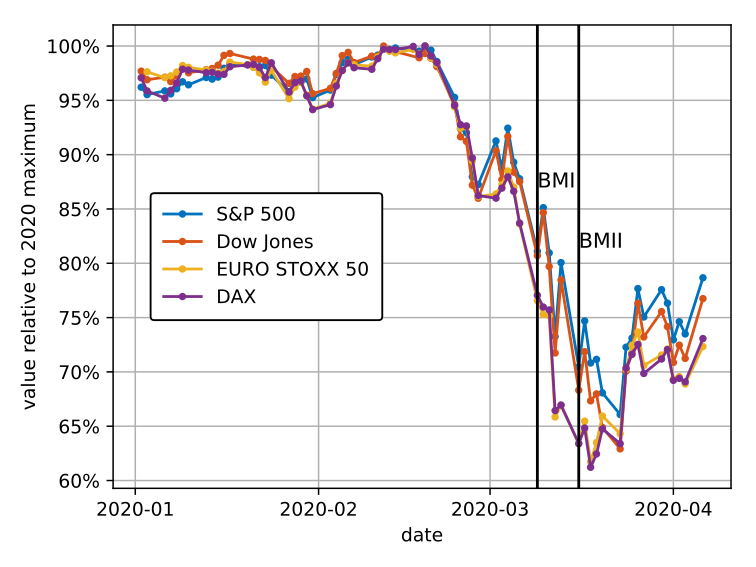 100%
95%
90%
85%
80%
75%
70%
65%
60%
value relative to 2020 maximum
S&P 500
Dow Jones
EURO STOXX 50
DAX
BMI
BMII
2020-01 2020-02 2020-03 2020-04
date